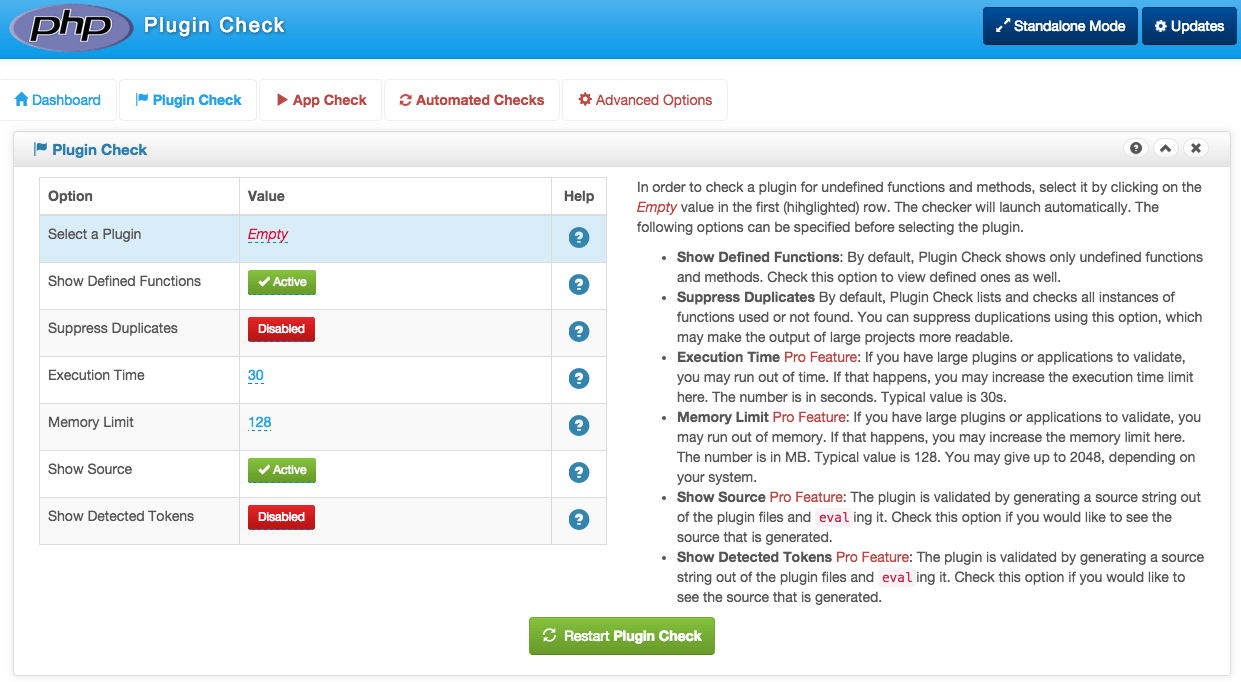 php Plugin Check
Standalone Mode
Updates
Dashboard
Plugin Check
App Check
Automated Checks
Advanced Options
Plugin Check
Option Value Help
Select a Plugin Empty ?
Show Defined Functions Active ?
Suppress Duplicates Disabled ?
Execution Time 30 ?
Memory Limit 128 ?
Show Source Active ?
Show Detected Tokens Disabled ?
In order to check a plugin for undefined functions and methods, select it by clicking on the
Empty value in the first (hihglighted) row. The checker will launch automatically. The
following options can be specified before selecting the plugin.
• Show Defined Functions: By default, Plugin Check shows only undefined functions
and methods. Check this option to view defined ones as well.
• Suppress Duplicates By default, Plugin Check lists and checks all instances of
functions used or not found. You can suppress duplications using this option, which
may make the output of large projects more readable.
• Execution Time Pro Feature: If you have large plugins or applications to validate,
you may run out of time. If that happens, you may increase the execution time limit
here. The number is in seconds. Typical value is 30s.
• Memory Limit Pro Feature: If you have large plugins or applications to validate, you
may run out of memory. If that happens, you may increase the memory limit here.
The number is in MB. Typical value is 128. You may give up to 2048, depending on
your system.
• Show Source Pro Feature: The plugin is validated by generating a source string out
of the plugin files and eval ing it. Check this option if you would like to see the
source that is generated.
• Show Detected Tokens Pro Feature: The plugin is validated by generating a source
string out of the plugin files and eval ing it. Check this option if you would like to
see the source that is generated.
Restart Plugin Check